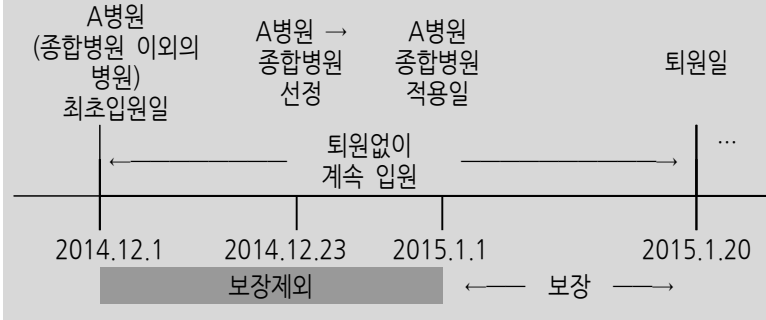 A병원
(종합병원 이외의
병원)
최초입원일
A병원 →
종합병원
선정
A병원
종합병원
적용일
퇴원일
퇴원없이
계속 입원
…
2014.12.1
2014.12.23
2015.1.1
2015.1.20
보장제외
보장